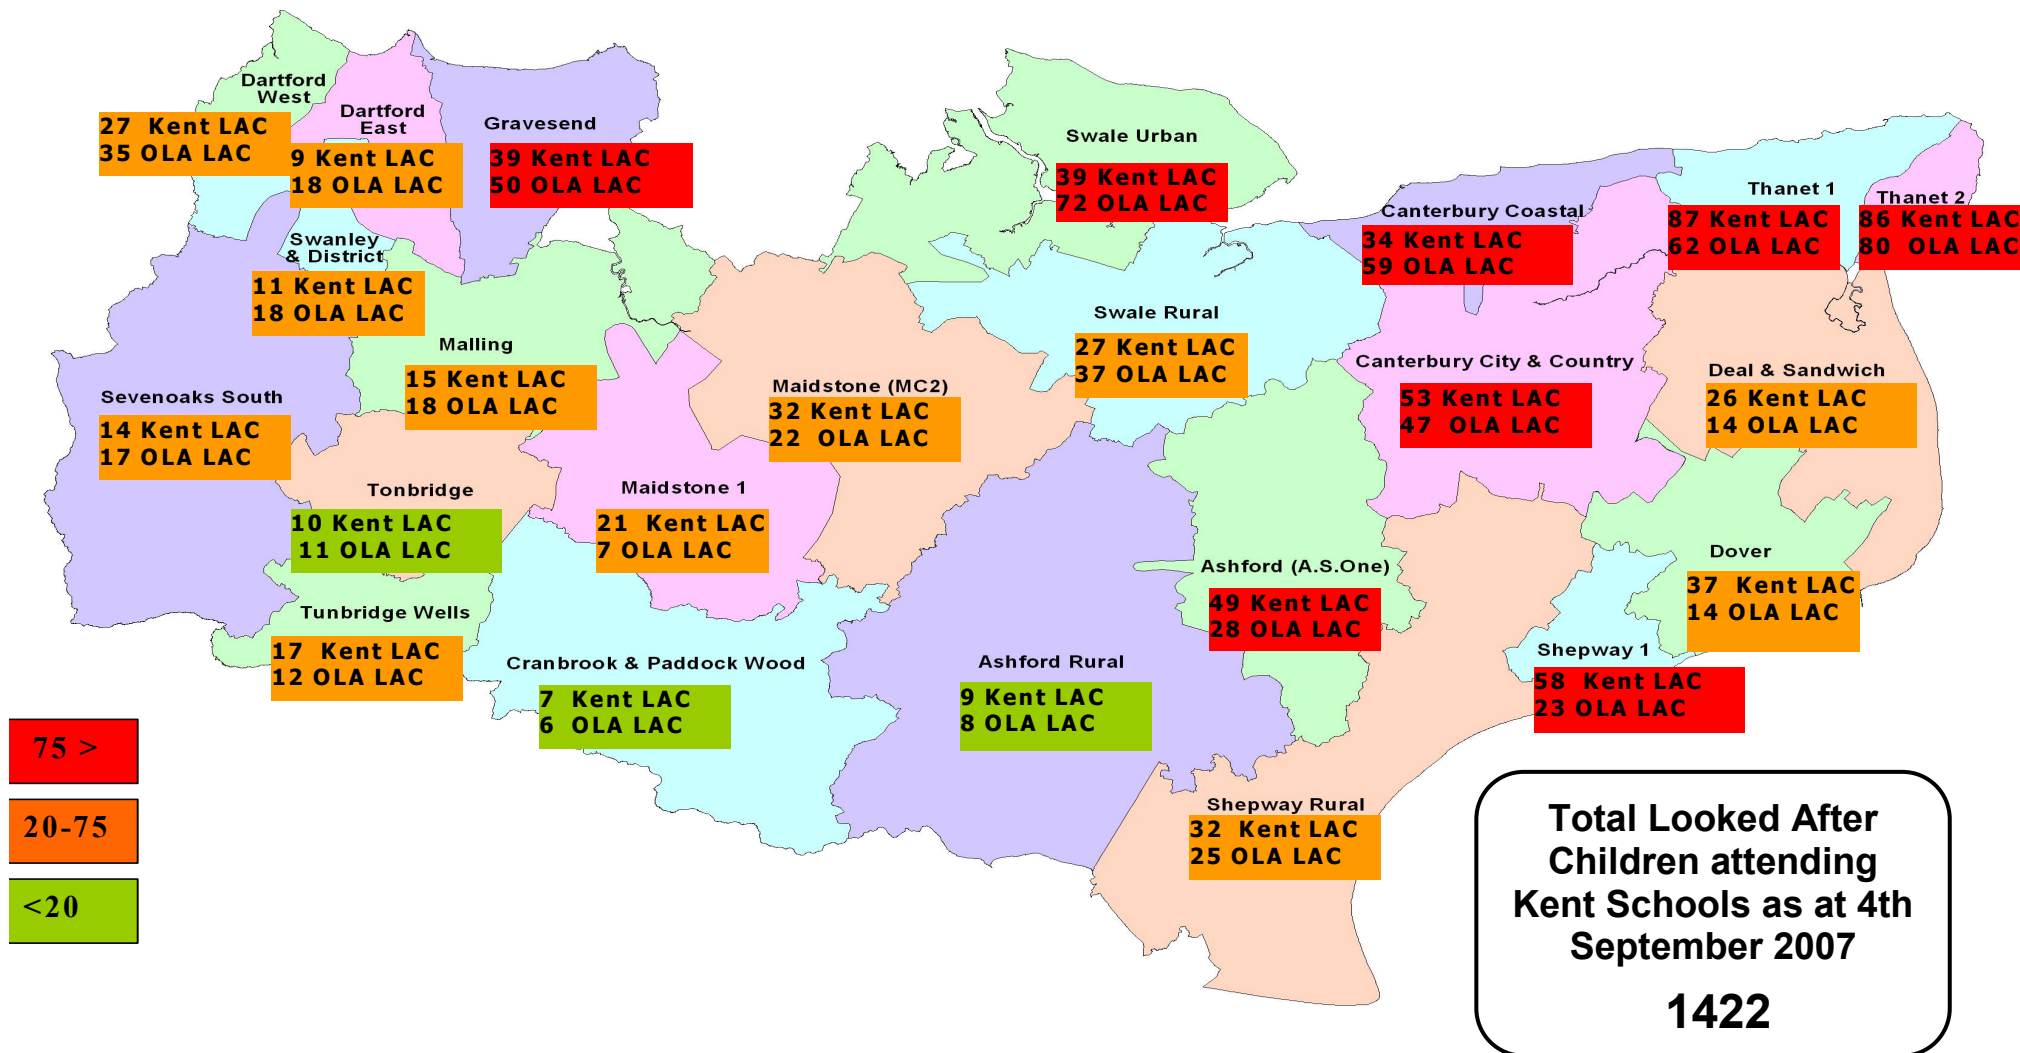 Dartford
West
27 Kent LAC
35 OLA LAC
Dartford
East
9 Kent LAC
18 OLA LAC
Gravesend
39 Kent LAC
50 OLA LAC
Swale Urban
39 Kent LAC
72 OLA LAC
Canterbury Coastal
34 Kent LAC
59 OLA LAC
Thanet 1
87 Kent LAC
62 OLA LAC
Thanet 2
86 Kent LAC
80 OLA LAC
Swanley
& District
11 Kent LAC
18 OLA LAC
Malling
15 Kent LAC
18 OLA LAC
Sevenoaks South
14 Kent LAC
17 OLA LAC
Maidstone (MC2)
32 Kent LAC
22 OLA LAC
Swale Rural
27 Kent LAC
37 OLA LAC
Canterbury City & Country
53 Kent LAC
47 OLA LAC
Deal & Sandwich
26 Kent LAC
14 OLA LAC
Tonbridge
10 Kent LAC
11 OLA LAC
Maidstone 1
21 Kent LAC
7 OLA LAC
Ashford (A.S.One)
49 Kent LAC
28 OLA LAC
Dover
37 Kent LAC
14 OLA LAC
Tunbridge Wells
17 Kent LAC
12 OLA LAC
Cranbrook & Paddock Wood
7 Kent LAC
6 OLA LAC
Ashford Rural
9 Kent LAC
8 OLA LAC
Shepway 1
58 Kent LAC
23 OLA LAC
Shepway Rural
32 Kent LAC
25 OLA LAC
75 >
20-75
<20
Total Looked After
Children attending
Kent Schools as at 4th
September 2007
1422